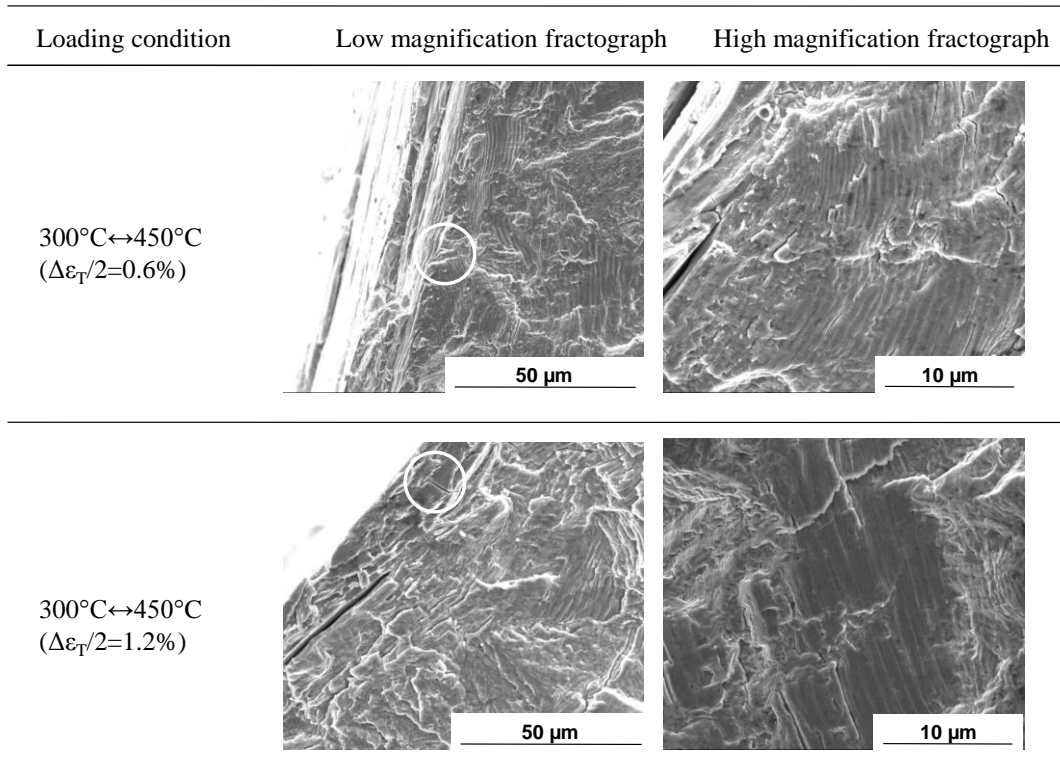 Loading condition Low magnification fractograph High magnification fractograph
300°C↔450°C
(Δε_T/2=0.6%)
50 µm
10 µm
300°C↔450°C
(Δε_T/2=1.2%)
50 µm
10 µm